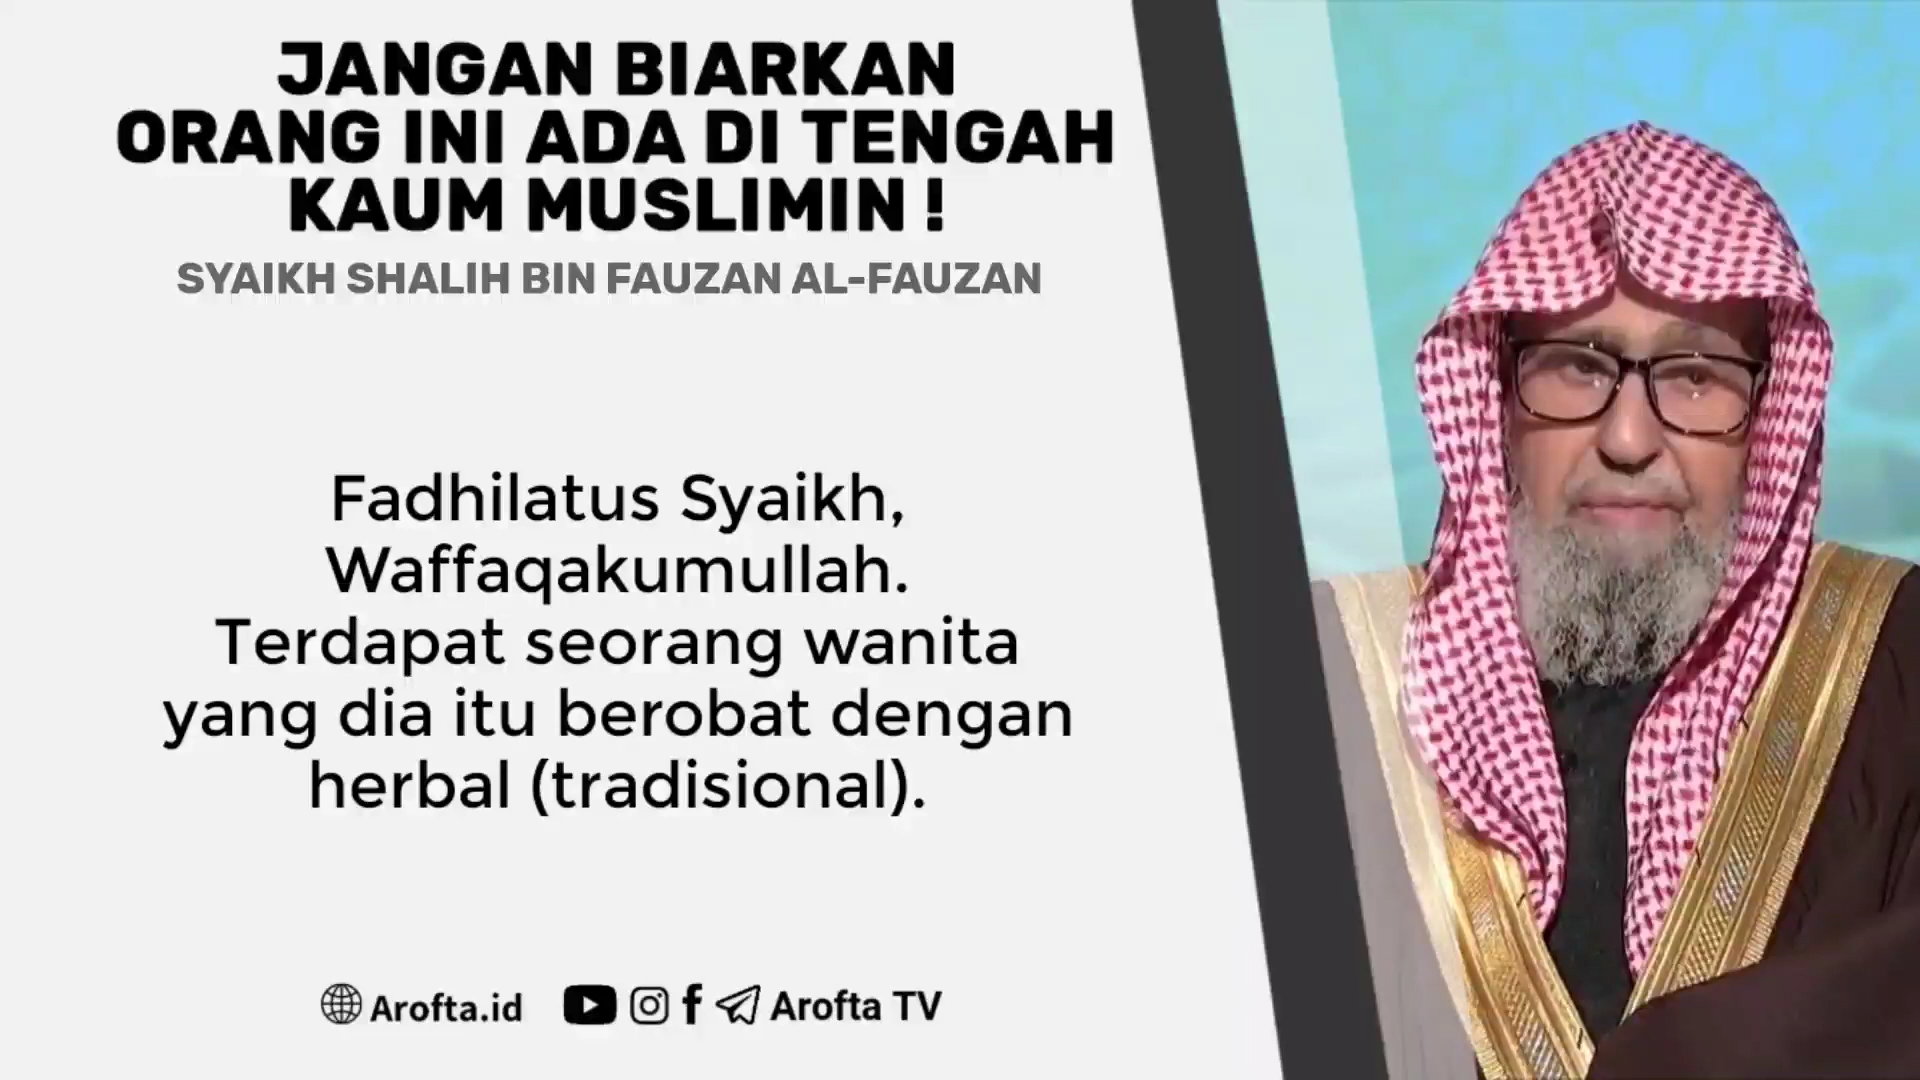 JANGAN BIARKAN
ORANG INI ADA DI TENGAH
KAUM MUSLIMIN !
SYAIKH SHALIH BIN FAUZAN AL-FAUZAN
Fadhilatus Syaikh,
Waffaqakumullah.
Terdapat seorang wanita
yang dia itu berobat dengan
herbal (tradisional).
Arofta.id Arofta TV